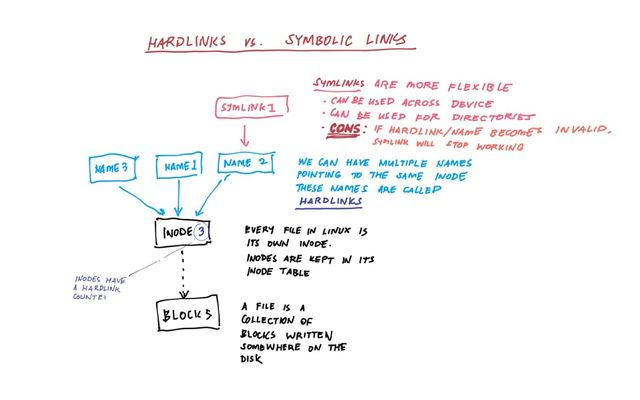 HARDLINKS vs. SYMBOLIC LINKS
SYMLINKS ARE MORE FLEXIBLE
· CAN BE USED ACROSS DEVICE
· CAN BE USED FOR DIRECTORIES
· CONS: IF HARDLINK/NAME BECOMES INVALID,
SYMLINK WILL STOP WORKING
SYMLINK 1
NAME 3
NAME 1
NAME 2
WE CAN HAVE MULTIPLE NAMES
POINTING TO THE SAME INODE
THESE NAMES ARE CALLED
HARDLINKS
INODE 3
EVERY FILE IN LINUX IS
ITS OWN INODE.
INODES ARE KEPT IN ITS
INODE TABLE
INODES HAVE
A HARDLINK
COUNTE
BLOCKS
A FILE IS A
COLLECTION OF
BLOCKS WRITTEN
SOMEWHERE ON THE
DISK